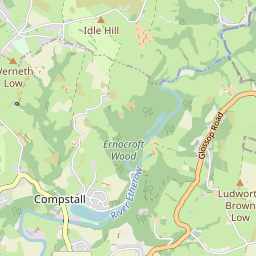 Idle Hill
Werneth
Low
Glossop Road
Ernocroft
Wood
Compstall
River Etherow
Ludworth
Brown
Low